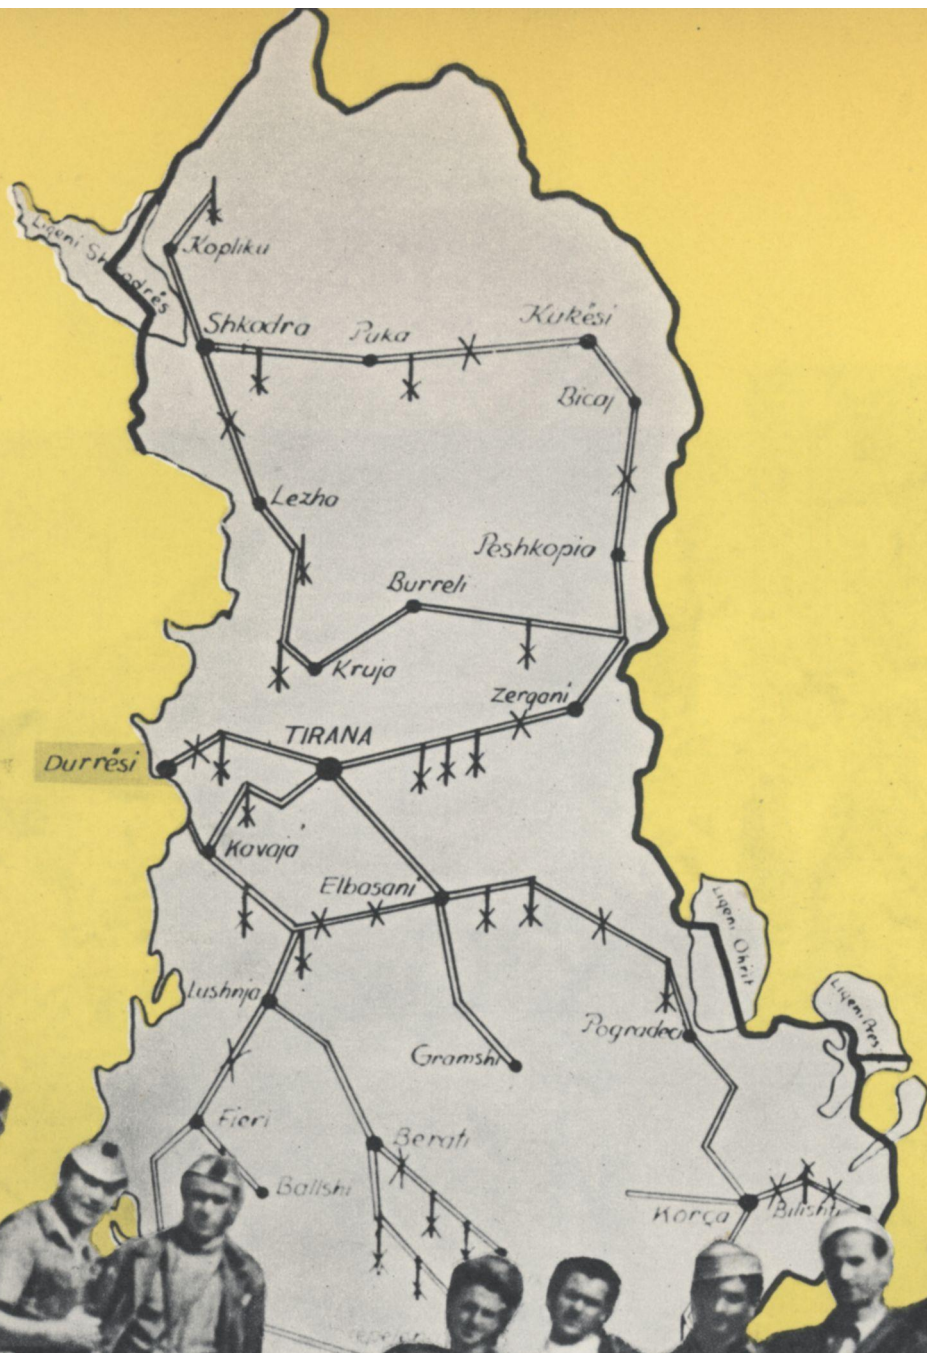 Kopliku
Liqeni Shkodrës
Shkodra
Puka
Kukësi
Bicaj
Lezha
Peshkopia
Burreli
Kruja
Zerqani
TIRANA
Durrësi
Kavaja
Elbasani
Liqeni Ohrit
Lushnja
Liqeni Pres
Pogradeci
Gramshi
Fieri
Berati
Ballshi
Korça
Bilishti